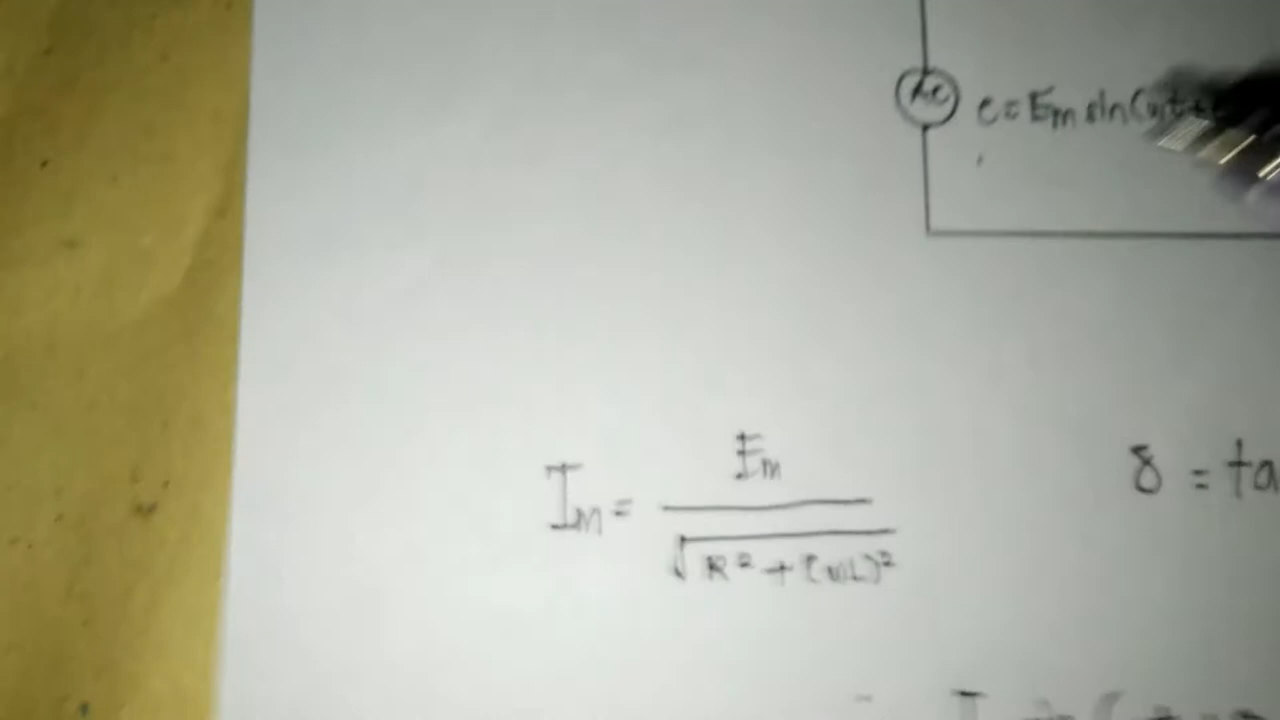 AC e = Em sin(ωt+
Im = Em / √R² + (ωL)²
δ = ta